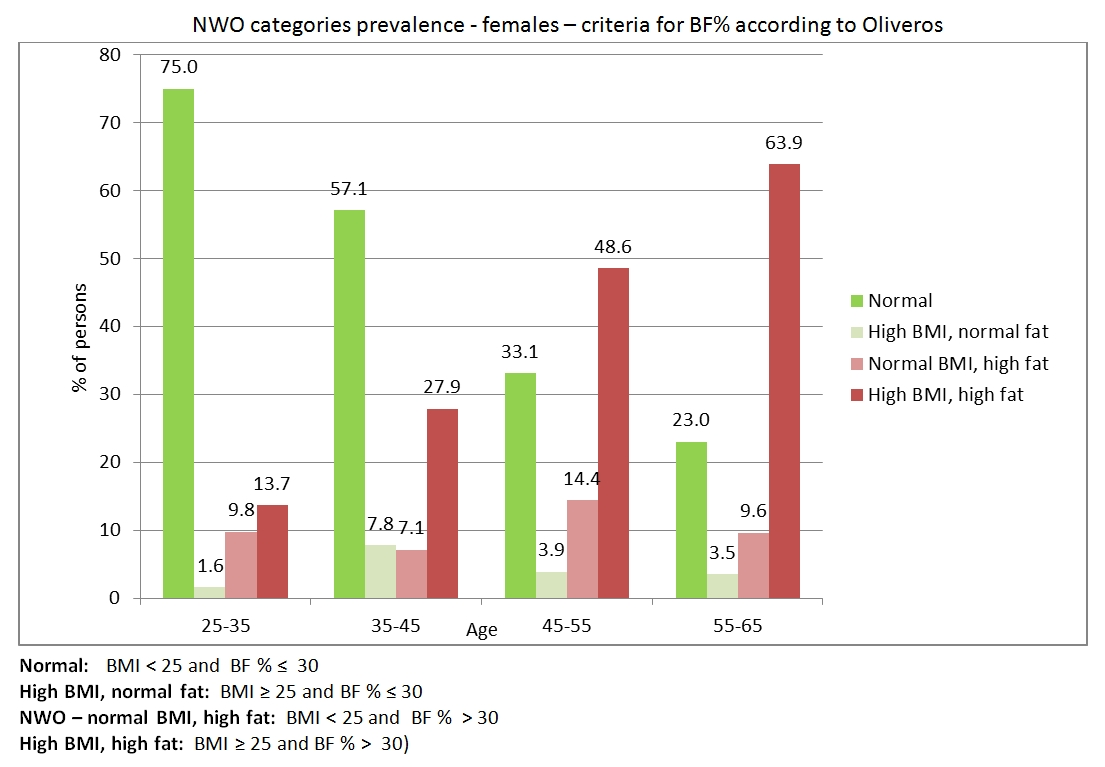 NWO categories prevalence - females – criteria for BF% according to Oliveros
80
70
60
50
40
30
20
10
0
% of persons
75.0
1.6
9.8
13.7
57.1
7.8
7.1
27.9
33.1
3.9
14.4
48.6
23.0
3.5
9.6
63.9
25-35
35-45
45-55
55-65
Age
Normal
High BMI, normal fat
Normal BMI, high fat
High BMI, high fat
Normal: BMI < 25 and BF % ≤ 30
High BMI, normal fat: BMI ≥ 25 and BF % ≤ 30
NWO – normal BMI, high fat: BMI < 25 and BF % > 30
High BMI, high fat: BMI ≥ 25 and BF % > 30)